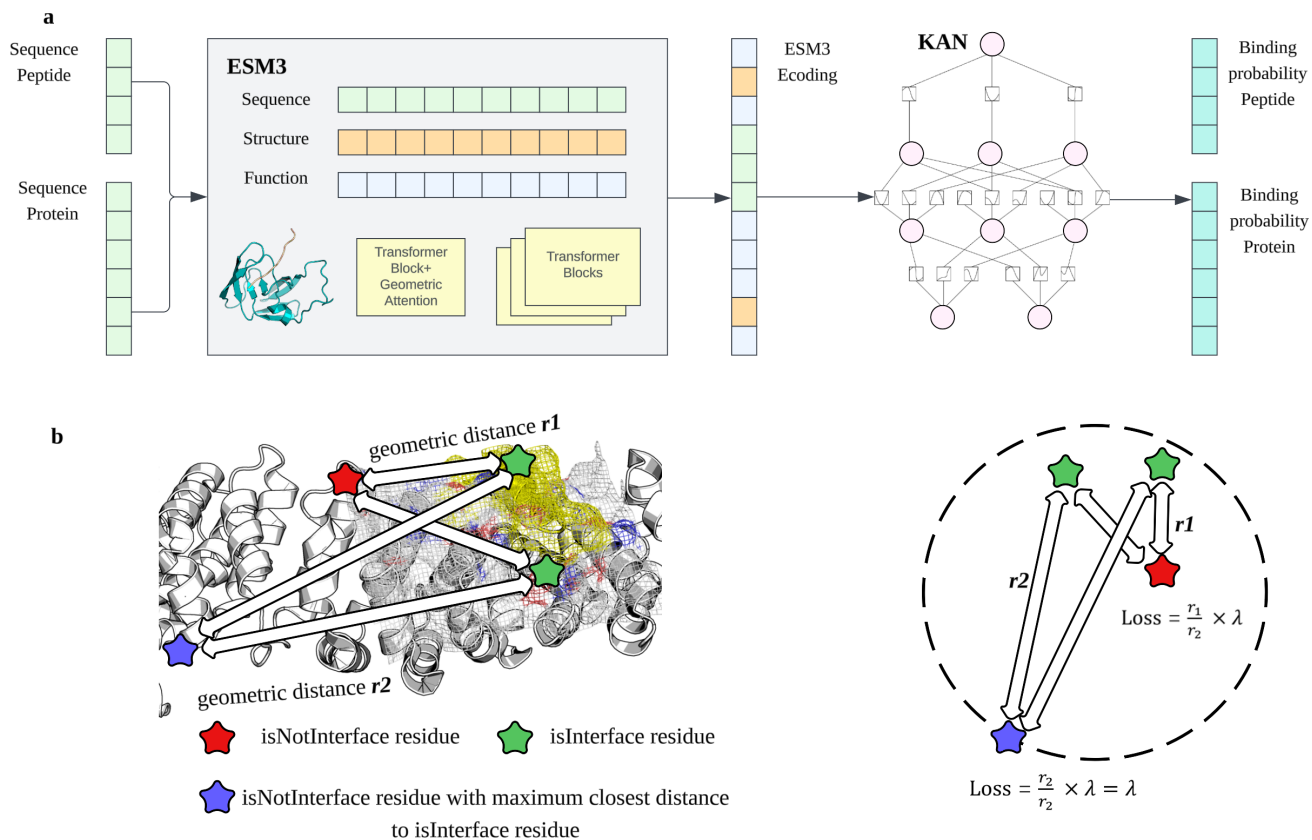 a
Sequence
Peptide
Sequence
Protein
ESM3
Sequence
Structure
Function
Transformer
Block+
Geometric
Attention
Transformer
Blocks
ESM3
Ecoding
KAN
Binding
probability
Peptide
Binding
probability
Protein
b
geometric distance r1
geometric distance r2
isNotInterface residue
isInterface residue
isNotInterface residue with maximum closest distance
to isInterface residue
r1
r2
Loss = r₁/r₂ × λ
Loss = r₂/r₂ × λ = λ